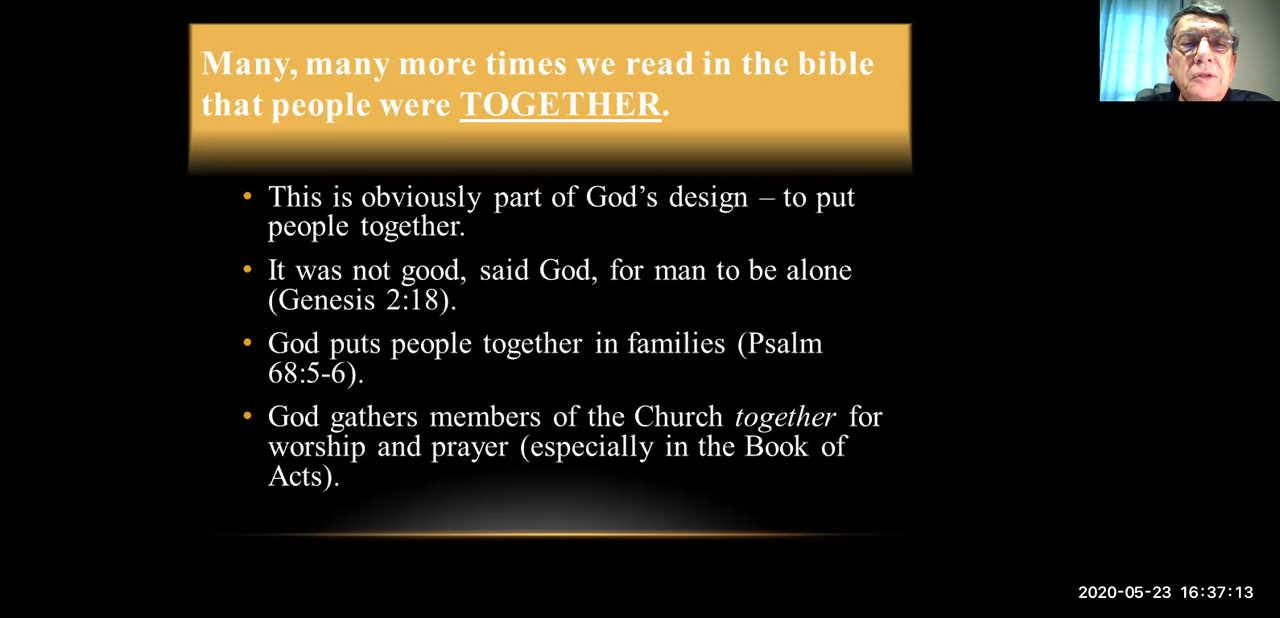 Many, many more times we read in the bible
that people were TOGETHER.
• This is obviously part of God’s design – to put
people together.
• It was not good, said God, for man to be alone
(Genesis 2:18).
• God puts people together in families (Psalm
68:5-6).
• God gathers members of the Church together for
worship and prayer (especially in the Book of
Acts).
2020-05-23 16:37:13